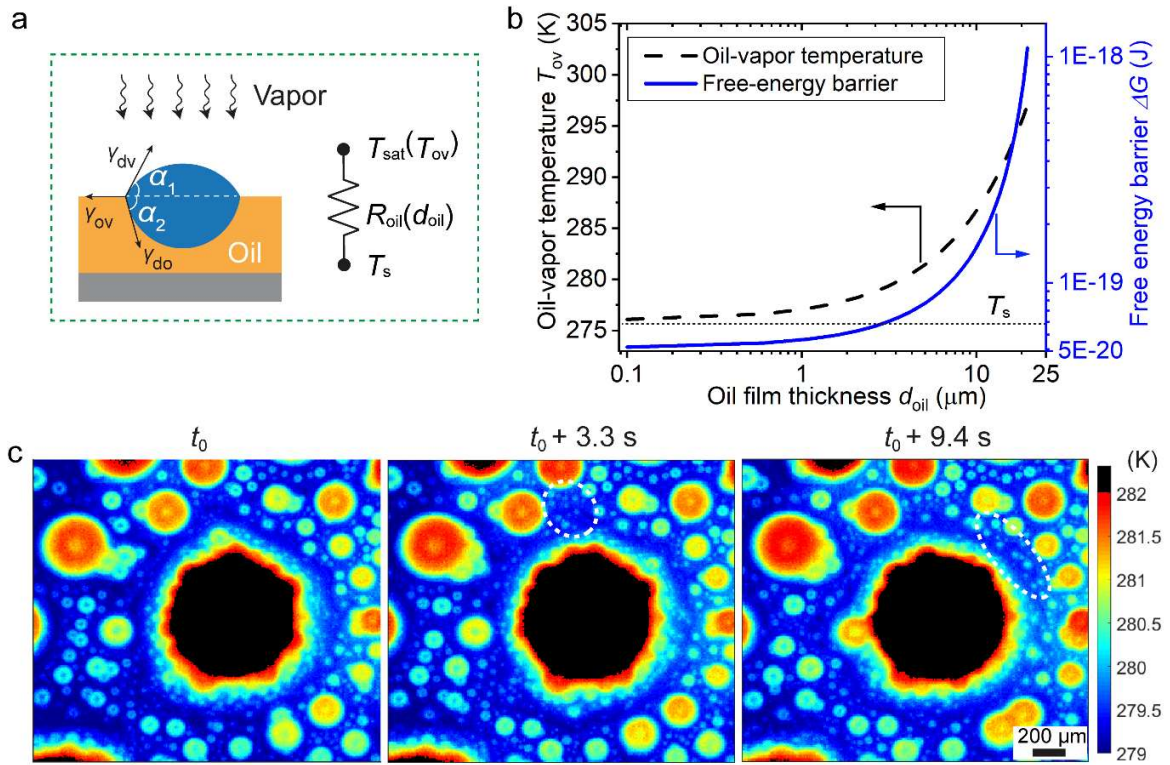 a
Vapor
γdv
α1
α2
γov
γdo
Oil
Tsat(Tov)
Roil(doil)
Ts
b
Oil-vapor temperature Tov (K)
305
300
295
290
285
280
275
Oil-vapor temperature
Free-energy barrier
Ts
1E-18
1E-19
5E-20
Free energy barrier ΔG (J)
0.1
1
10
25
Oil film thickness doil (μm)
c
t0
t0 + 3.3 s
t0 + 9.4 s
(K)
282
281
280.5
280
279.5
279
200 μm